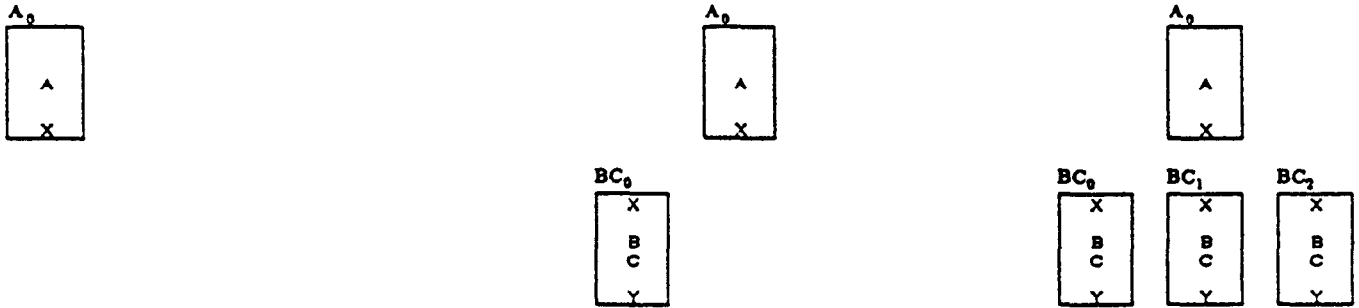 A₀ A₀ A₀
A A A
X X X
BC₀ BC₀ BC₁ BC₂
X X X X
B B B B
C C C C
Y Y Y Y